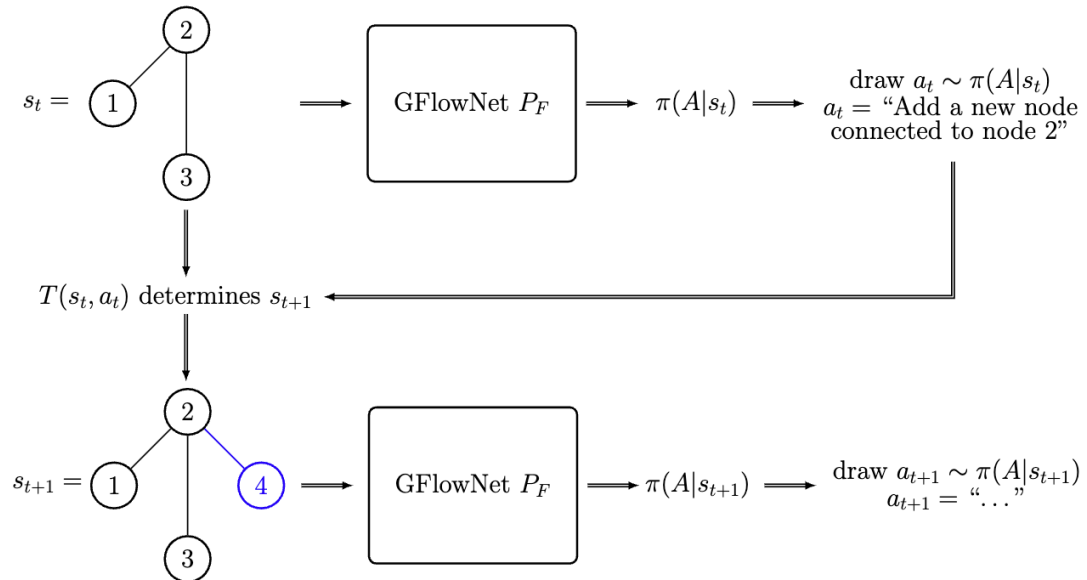 2
s_t =
1
GFlowNet P_F
π(A|s_t)
draw a_t ∼ π(A|s_t)
a_t = “Add a new node
connected to node 2”
3
T(s_t, a_t) determines s_{t+1}
2
s_{t+1} =
1
4
GFlowNet P_F
π(A|s_{t+1})
draw a_{t+1} ∼ π(A|s_{t+1})
a_{t+1} = “…”
3